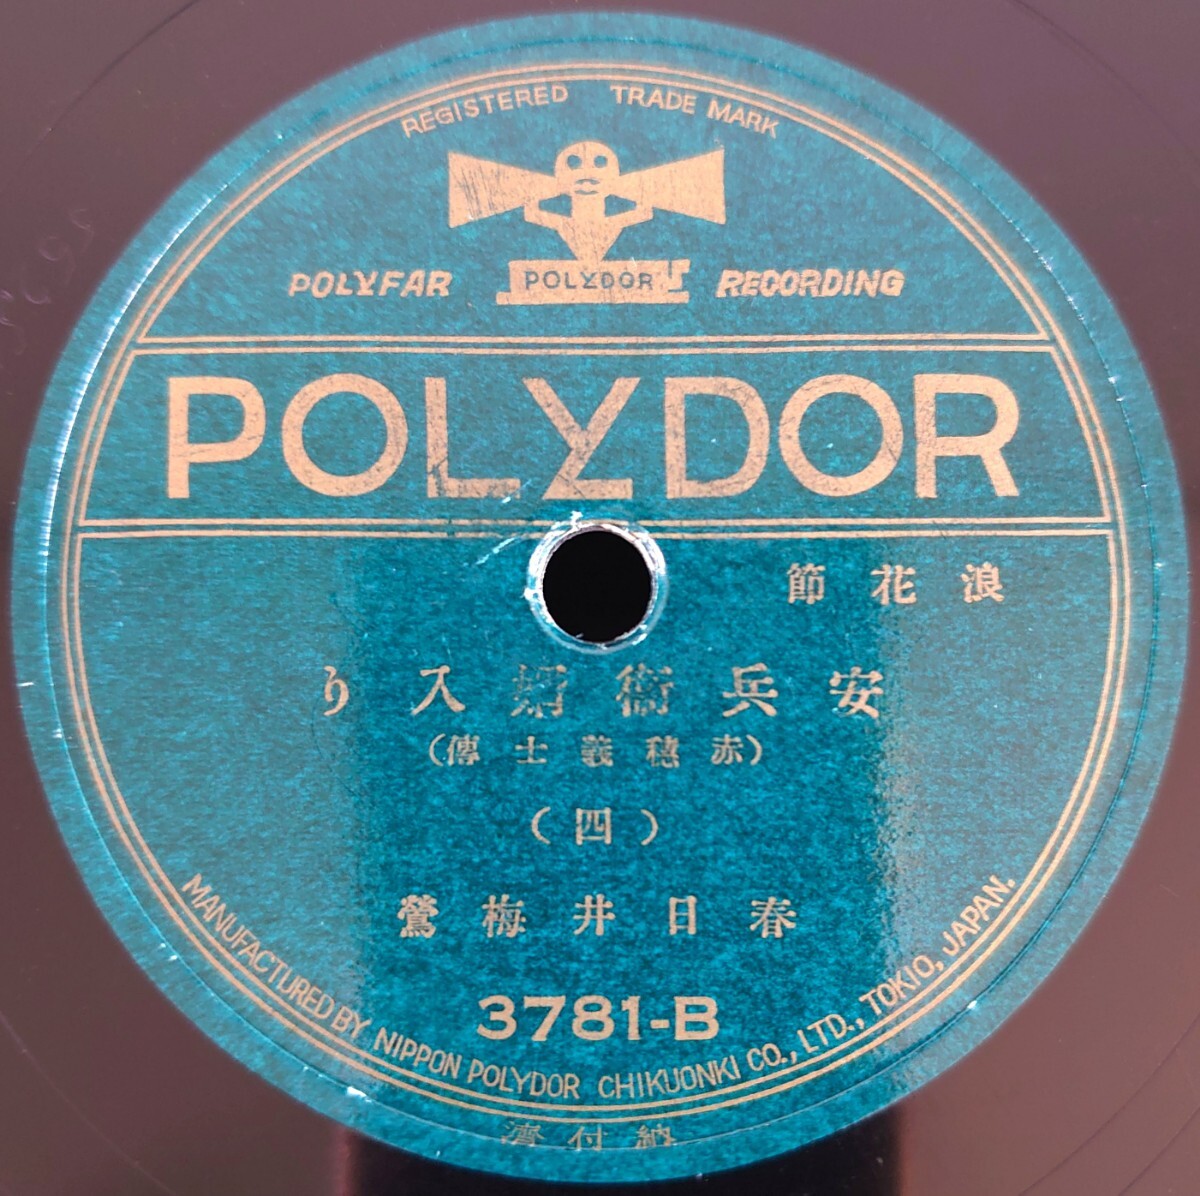 REGISTERED TRADE MARK
POLYFAR POLYDOR RECORDING
POLYDOR
浪花節
安兵衞婿入り
(赤穗義士傳)
(四)
春日井梅鶯
3781-B
MANUFACTURED BY NIPPON POLYDOR CHIKUONKI CO., LTD., TOKIO, JAPAN.
納付濟